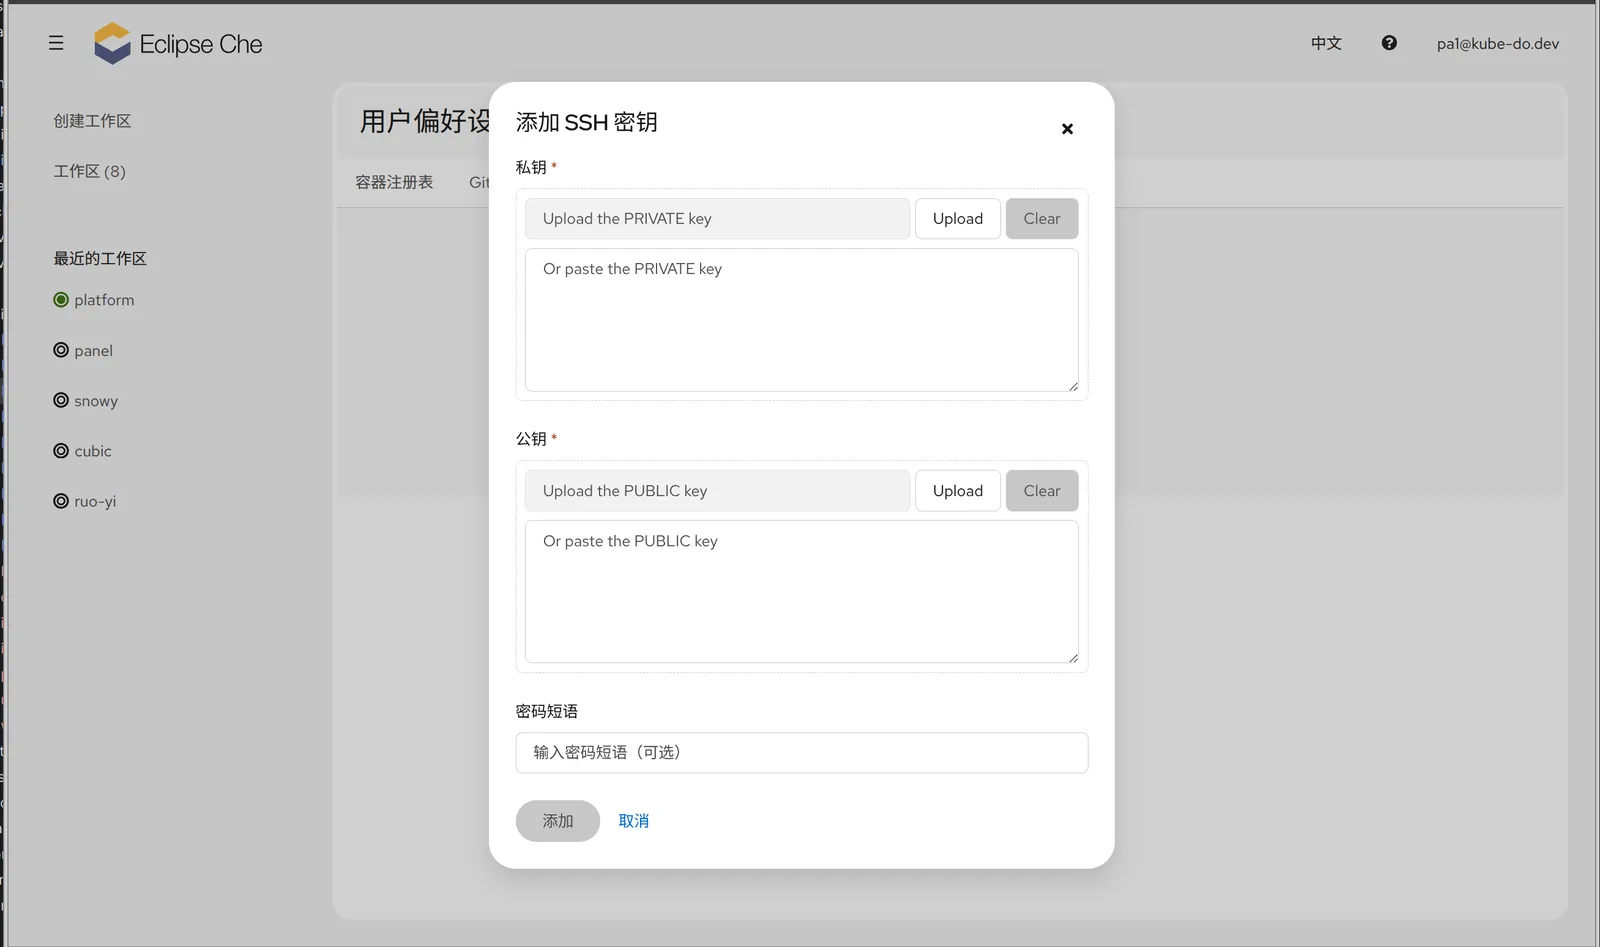 Eclipse Che
中文
pa1@kube-do.dev
创建工作区
工作区 (8)
最近的工作区
platform
panel
snowy
cubic
ruo-yi
用户偏好设
容器注册表
Git
添加 SSH 密钥
私钥 *
Upload the PRIVATE key
Upload
Clear
Or paste the PRIVATE key
公钥 *
Upload the PUBLIC key
Upload
Clear
Or paste the PUBLIC key
密码短语
输入密码短语（可选）
添加
取消